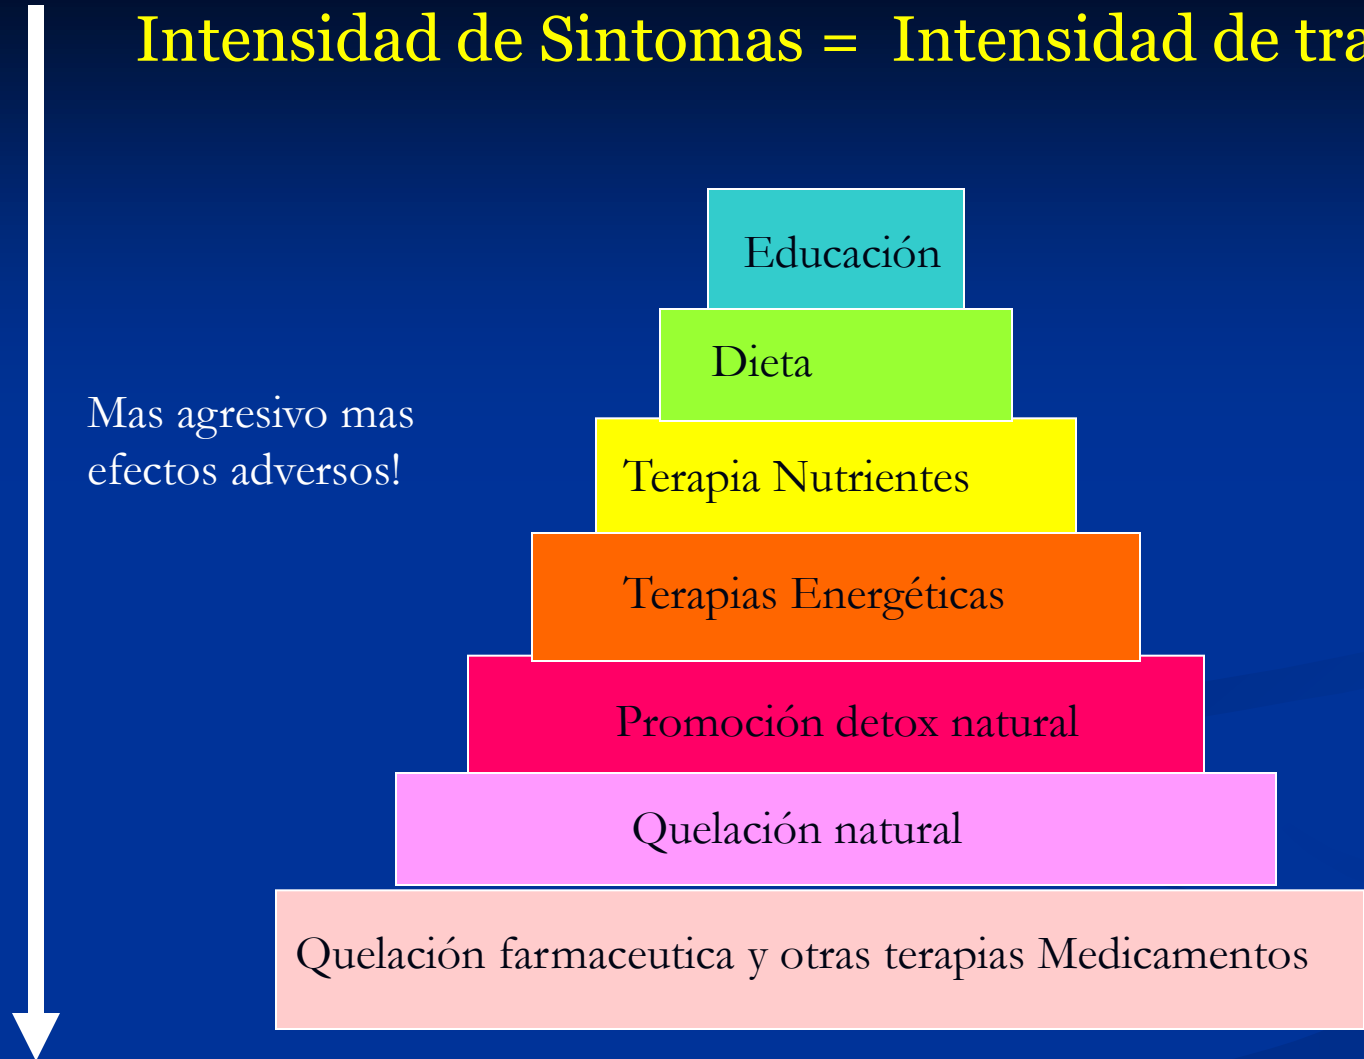 Intensidad de Sintomas = Intensidad de
Educación
Dieta
Mas agresivo mas
efectos adversos!
Terapia Nutrientes
Terapias Energéticas
Promoción detox natural
Quelación natural
Quelación farmaceutica y otras terapias Medicamentos